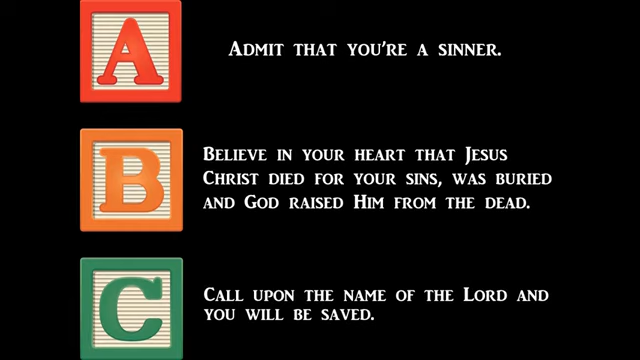 A
Admit that you're a sinner.
B
Believe in your heart that Jesus
Christ died for your sins, was buried
and God raised Him from the dead.
C
Call upon the name of the Lord and
you will be saved.